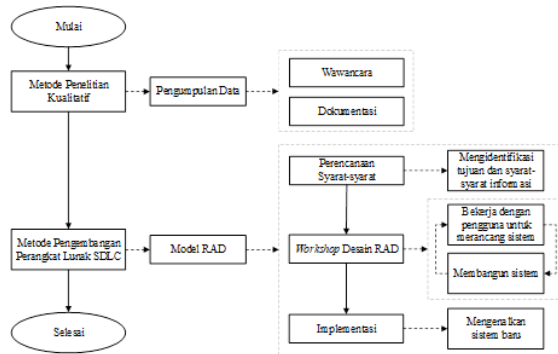 Mulai
Metode Penelitian
Kualitatif
Pengumpulan Data
Wawancara
Dokumentasi
Perencanaan
Syarat-syarat
Mengidentifikasi
tujuan dan syarat-
syarat informasi
Metode Pengembangan
Perangkat Lunak SDLC
Model RAD
Workshop Desain RAD
Bekerja dengan
pengguna untuk
merancang sistem
Membangun sistem
Selesai
Implementasi
Mengenalkan
sistem baru